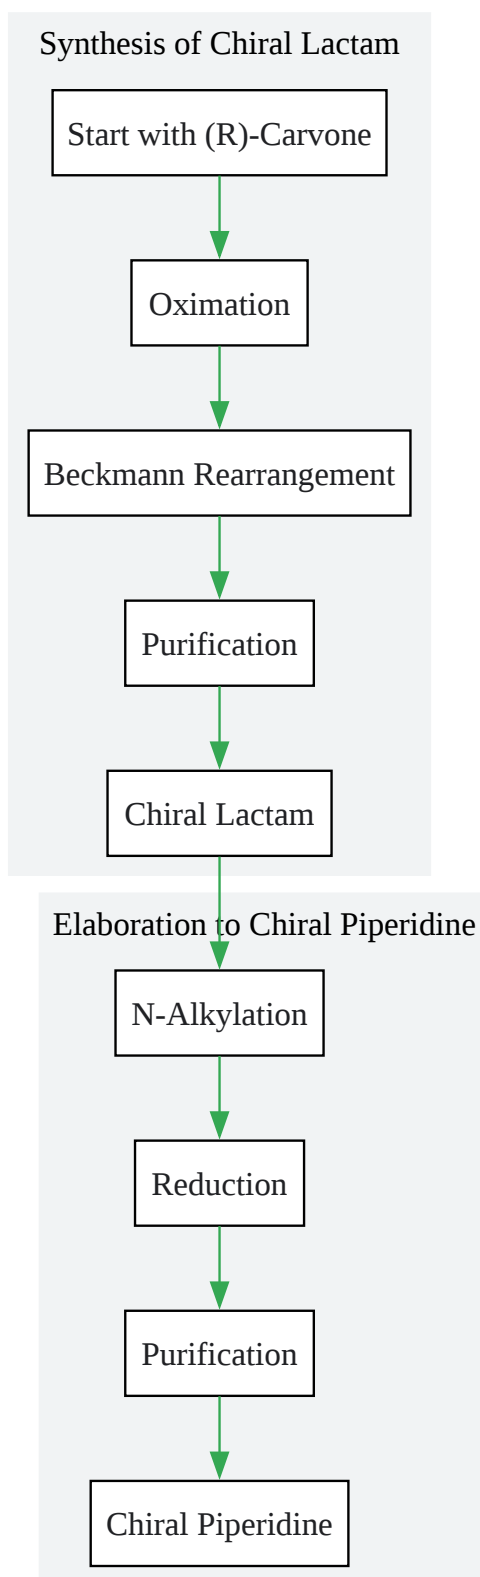 Synthesis of Chiral Lactam
Start with (R)-Carvone
Oximation
Beckmann Rearrangement
Purification
Chiral Lactam
Elaboration to Chiral Piperidine
N-Alkylation
Reduction
Purification
Chiral Piperidine